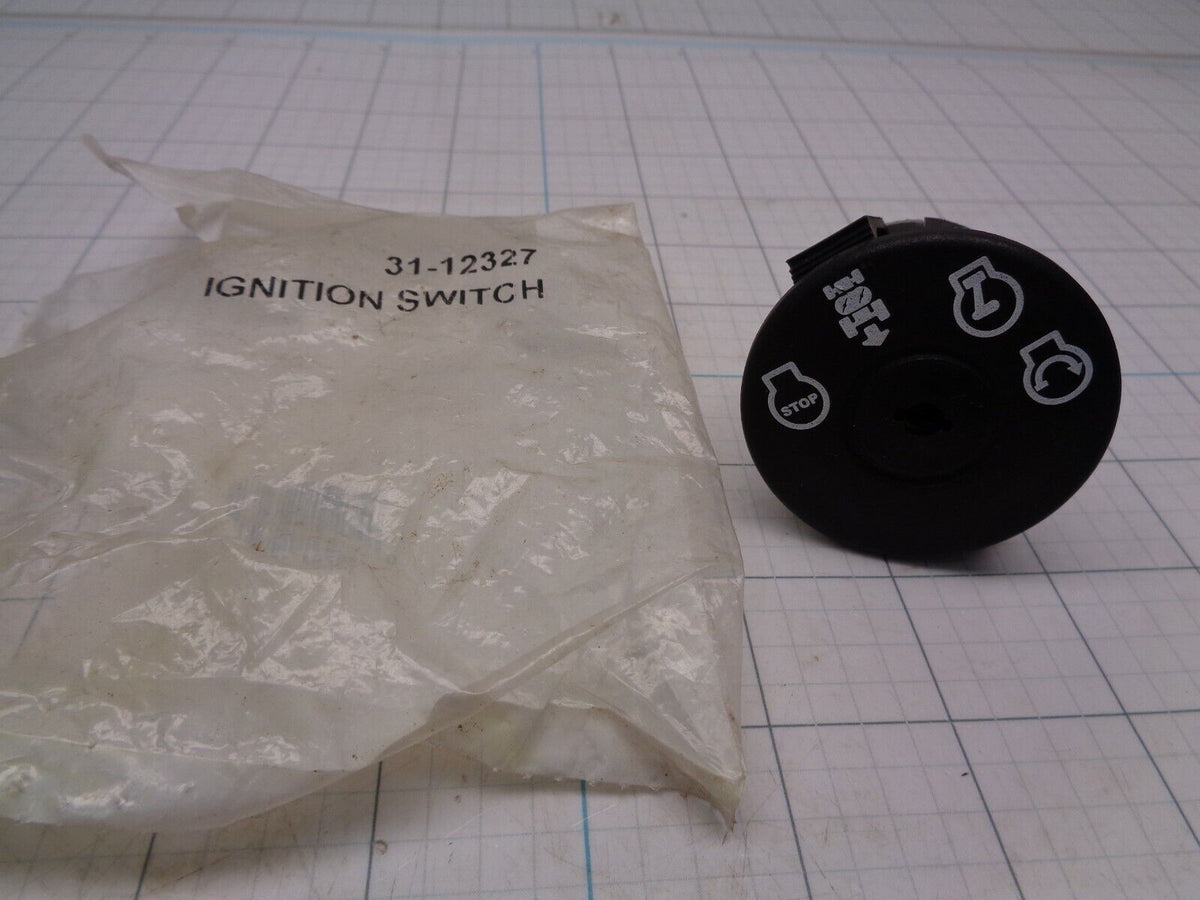 31-12327
IGNITION SWITCH
STOP